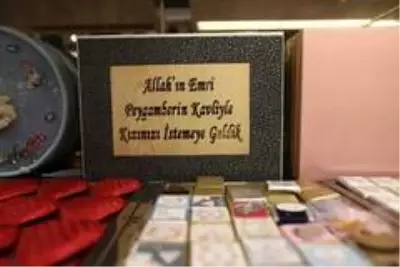 Allah'ın Emri
Peygamberin Kavliyle
Kızınızı İstemeye Geldik